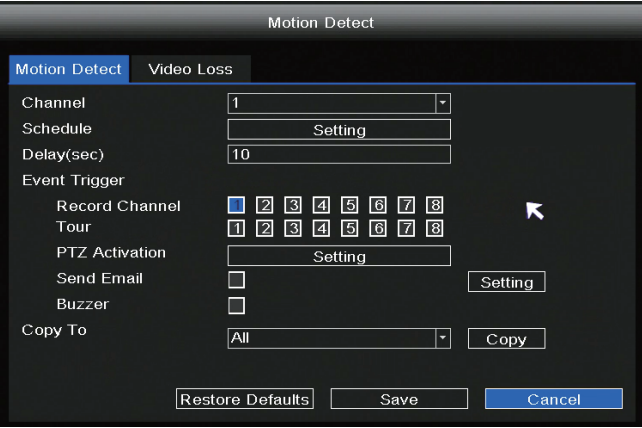 Motion Detect
Motion Detect Video Loss
Channel 1
Schedule Setting
Delay(sec) 10
Event Trigger
Record Channel 1 2 3 4 5 6 7 8
Tour 1 2 3 4 5 6 7 8
PTZ Activation Setting
Send Email Setting
Buzzer
Copy To All Copy
Restore Defaults Save Cancel